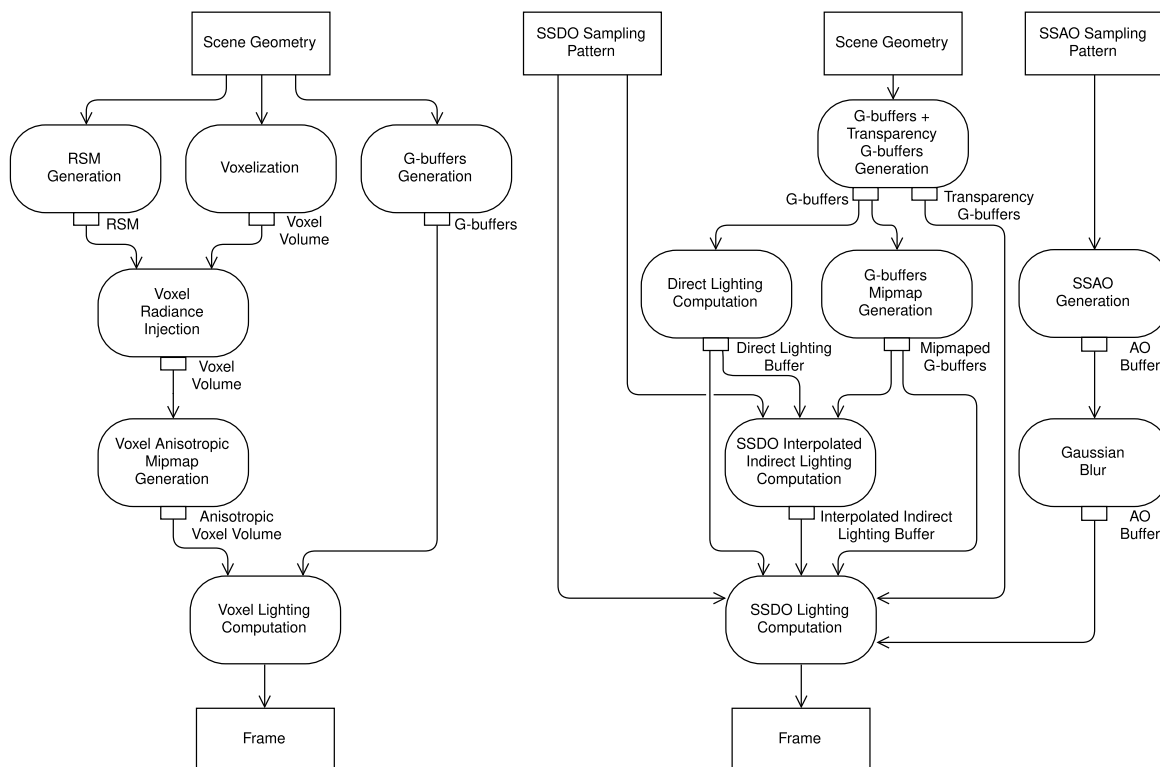 Scene Geometry
RSM
Generation
Voxelization
G-buffers
Generation
RSM
Voxel
Volume
G-buffers
Voxel
Radiance
Injection
Voxel
Volume
Voxel Anisotropic
Mipmap
Generation
Anisotropic
Voxel Volume
Voxel Lighting
Computation
Frame
SSDO Sampling
Pattern
Scene Geometry
SSAO Sampling
Pattern
G-buffers +
Transparency
G-buffers
Generation
G-buffers
Transparency
G-buffers
Direct Lighting
Computation
G-buffers
Mipmap
Generation
SSAO
Generation
Direct Lighting
Buffer
Mipmaped
G-buffers
AO
Buffer
SSDO Interpolated
Indirect Lighting
Computation
Gaussian
Blur
Interpolated Indirect
Lighting Buffer
AO
Buffer
SSDO Lighting
Computation
Frame